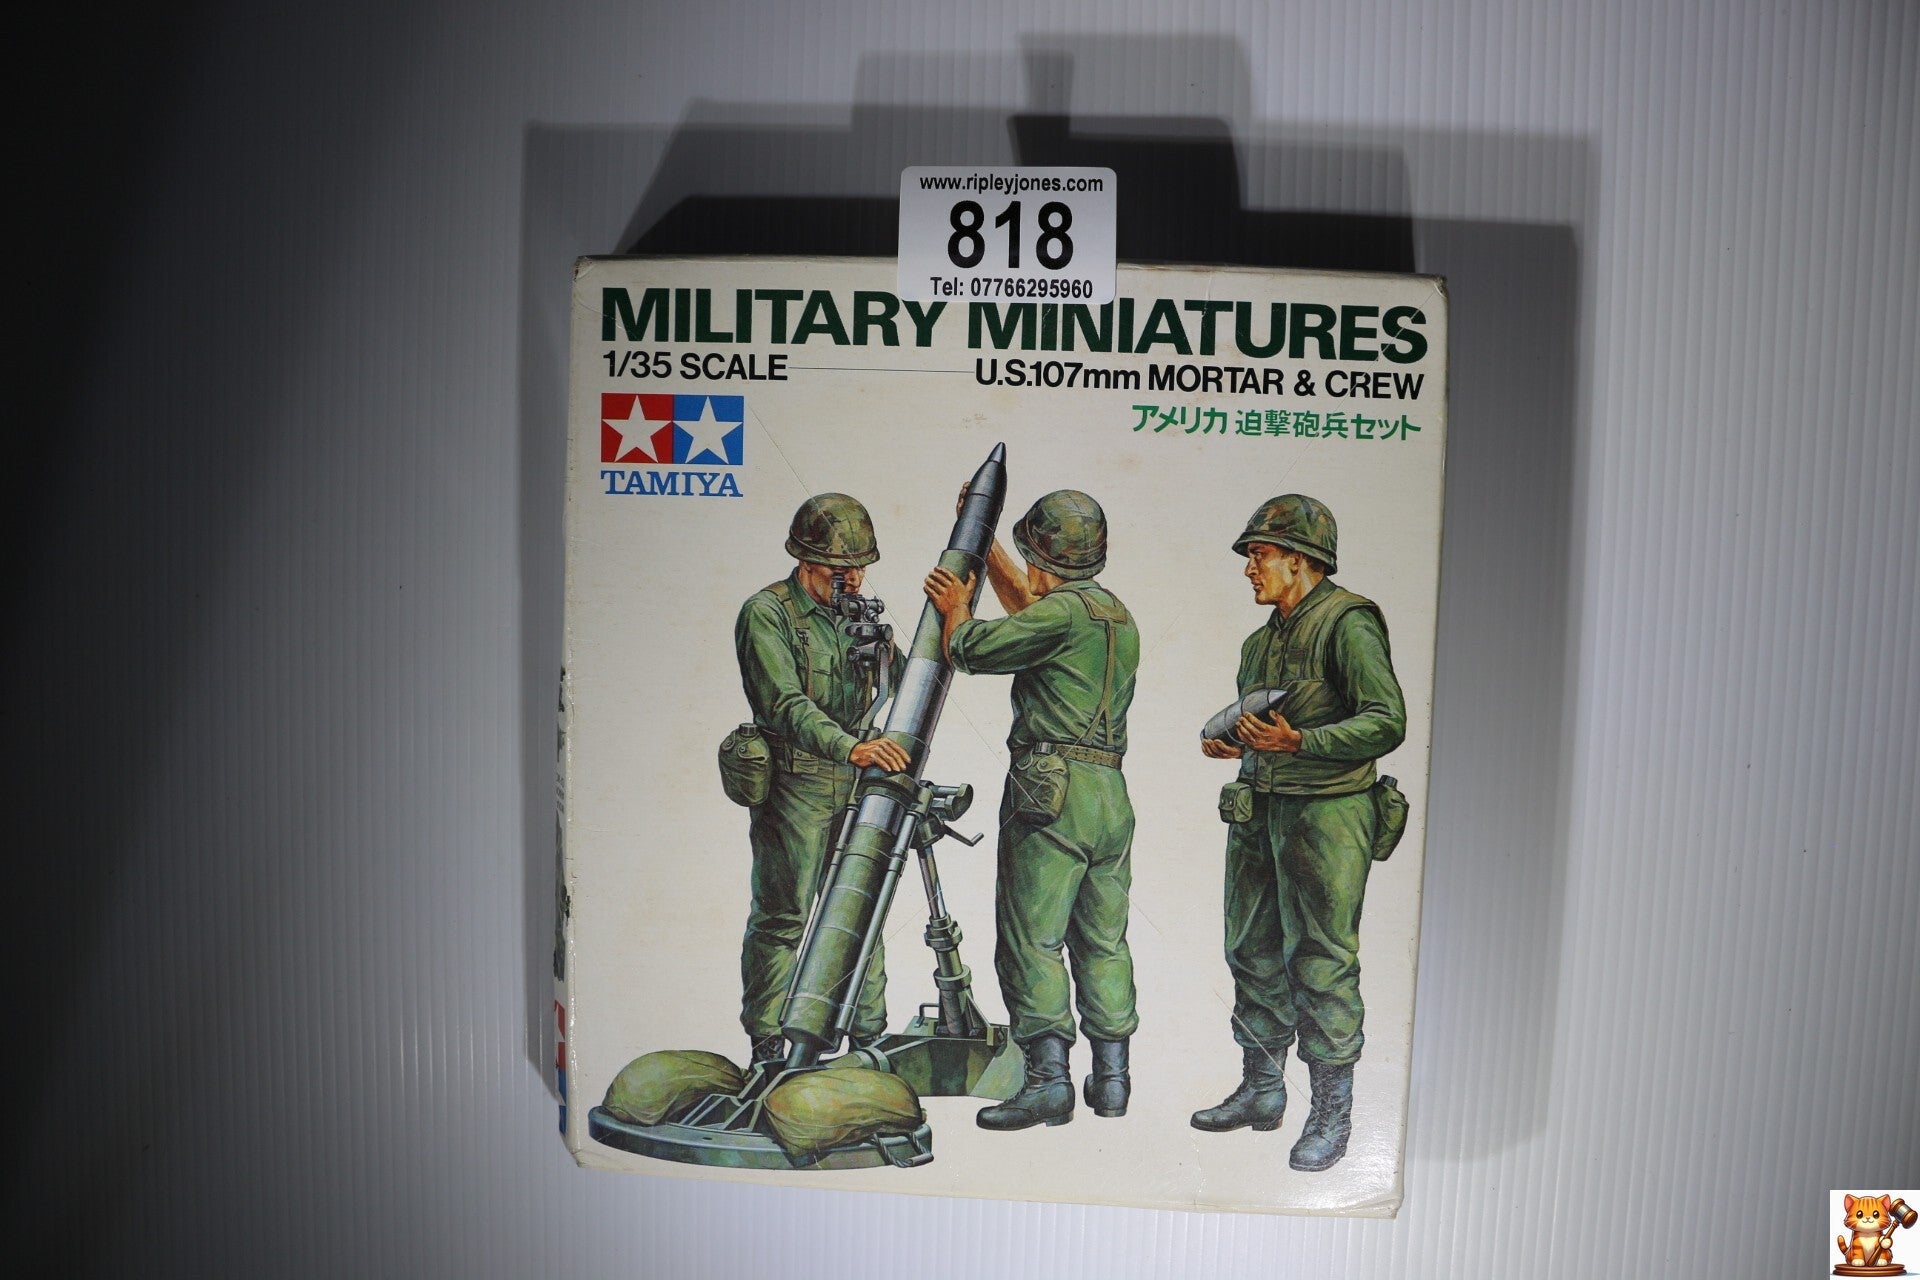 www.ripleyjones.com
818
Tel: 07766295960
MILITARY MINIATURES
1/35 SCALE U.S.107mm MORTAR & CREW
アメリカ 迫撃砲兵セット
TAMIYA